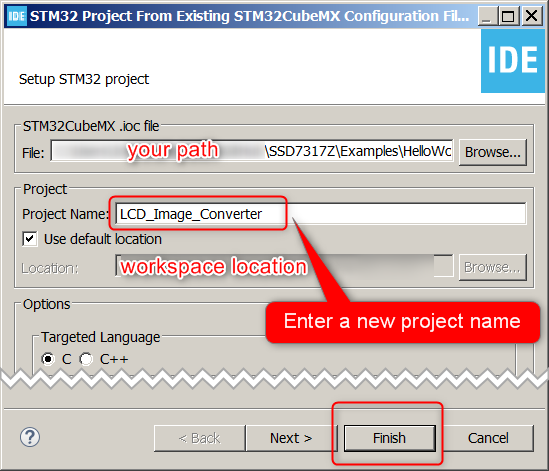 STM32 Project From Existing STM32CubeMX Configuration Fil...
IDE
Setup STM32 project
STM32CubeMX .ioc file
File: your path \SSD7317Z\Examples\HelloWo Browse...
Project
Project Name: LCD_Image_Converter
Use default location
Location: workspace location Browse...
Enter a new project name
Options
Targeted Language
C C++
? < Back Next > Finish Cancel